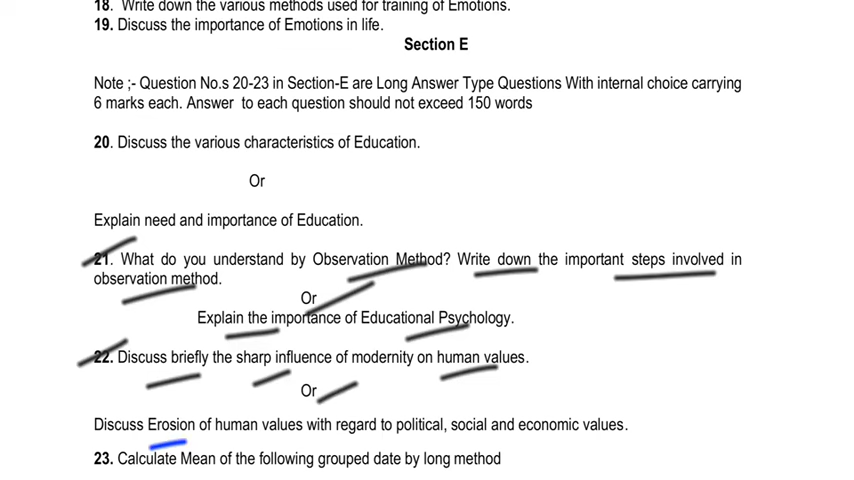 18. Write down the various methods used for training of Emotions.
19. Discuss the importance of Emotions in life.
Section E
Note ;- Question No.s 20-23 in Section-E are Long Answer Type Questions With internal choice carrying
6 marks each. Answer to each question should not exceed 150 words
20. Discuss the various characteristics of Education.
Or
Explain need and importance of Education.
21. What do you understand by Observation Method? Write down the important steps involved in
observation method.
Or
Explain the importance of Educational Psychology.
22. Discuss briefly the sharp influence of modernity on human values.
Or
Discuss Erosion of human values with regard to political, social and economic values.
23. Calculate Mean of the following grouped date by long method